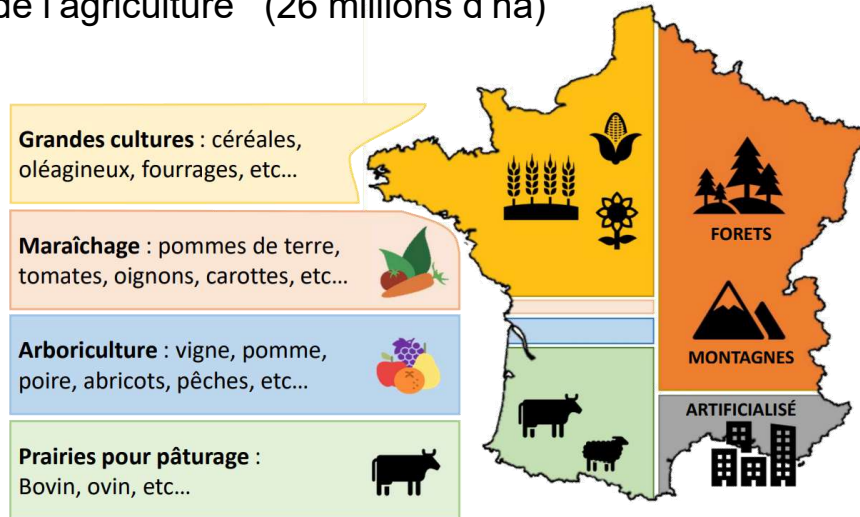 de l'agriculture (26 millions d'ha)
Grandes cultures : céréales,
oléagineux, fourrages, etc…
Maraîchage : pommes de terre,
tomates, oignons, carottes, etc…
Arboriculture : vigne, pomme,
poire, abricots, pêches, etc…
Prairies pour pâturage :
Bovin, ovin, etc…
FORETS
MONTAGNES
ARTIFICIALISÉ